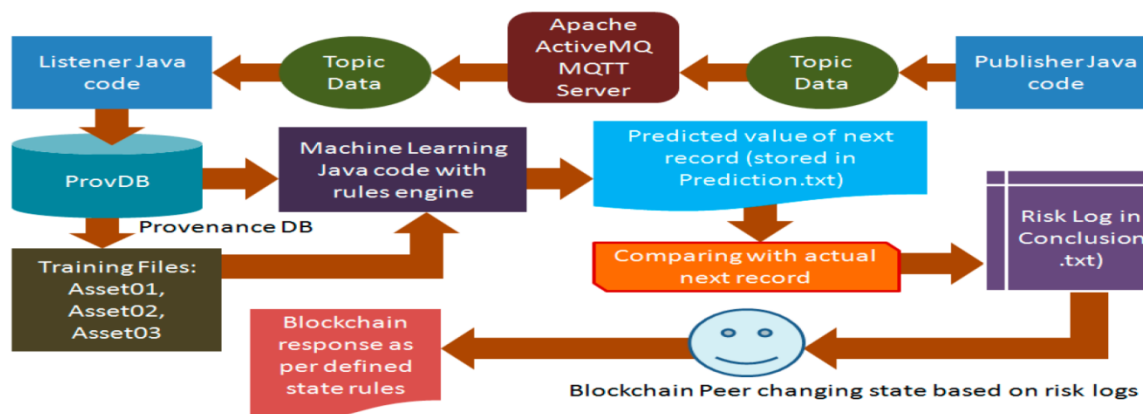 Listener Java
code
Topic
Data
Apache
ActiveMQ
MQTT
Server
Topic
Data
Publisher Java
code
ProvDB
Provenance DB
Machine Learning
Java code with
rules engine
Predicted value of next
record (stored in
Prediction.txt)
Risk Log in
Conclusion
.txt)
Training Files:
Asset01,
Asset02,
Asset03
Comparing with actual
next record
Blockchain
response as
per defined
state rules
Blockchain Peer changing state based on risk logs